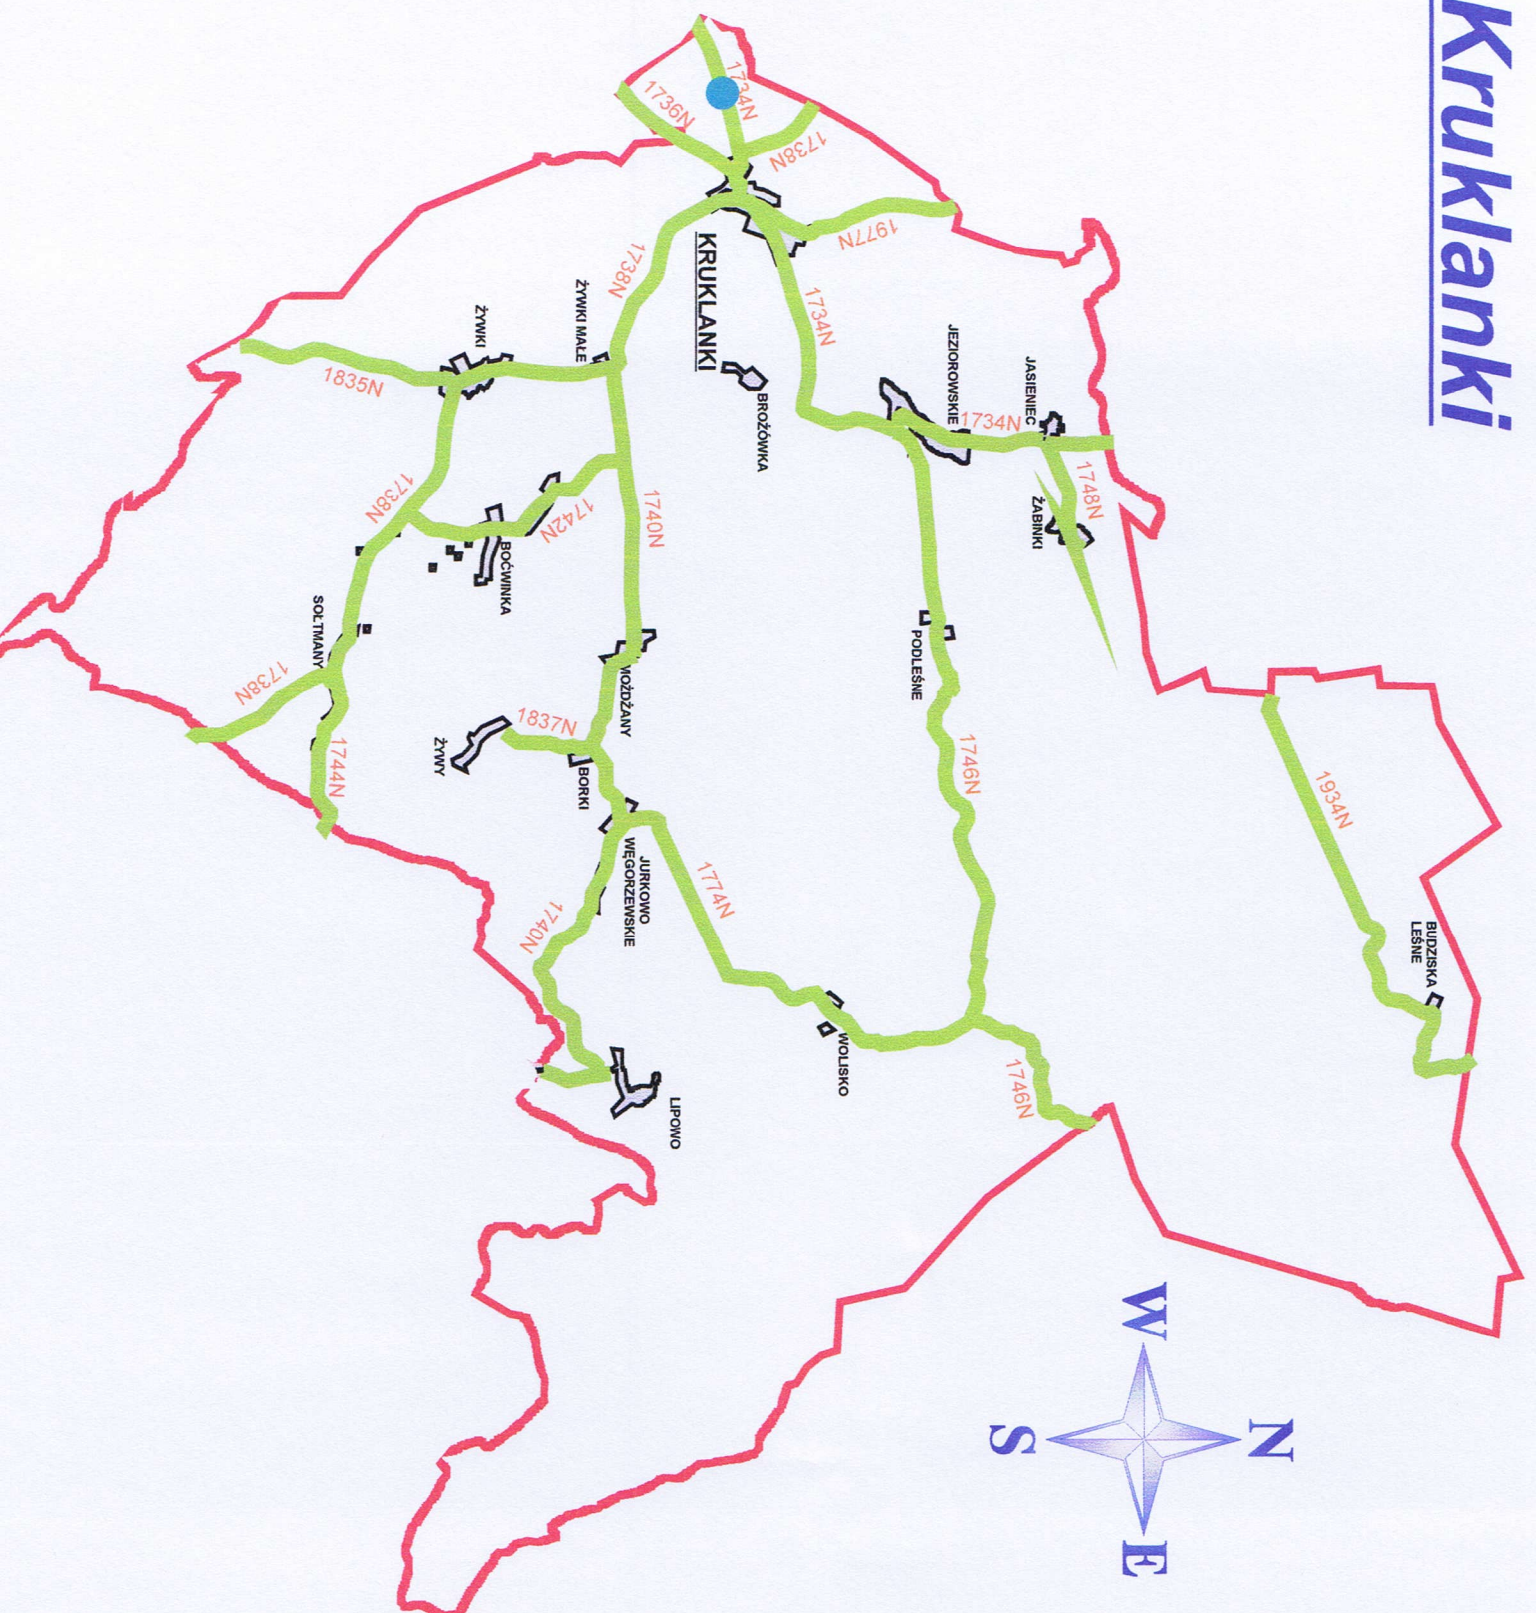 Kruklanki
N
W
E
S
1934N
BUDZISKA
LEŚNE
JASIENIEC
1748N
ŻABINKI
JEZIOROWSKIE
1734N
1977N
1734N
PODLEŚNE
1746N
1746N
1738N
1734N
1736N
KRUKLANKI
BROŻÓWKA
WOLISKO
1774N
1738N
ŻYWKI MAŁE
1740N
MOŻDŻANY
JURKOWO
WĘGORZEWSKIE
LIPOWO
1740N
BORKI
1837N
ŻYWY
1742N
BOĆWINKA
ŻYWKI
1835N
1738N
SOŁTMANY
1744N
1738N